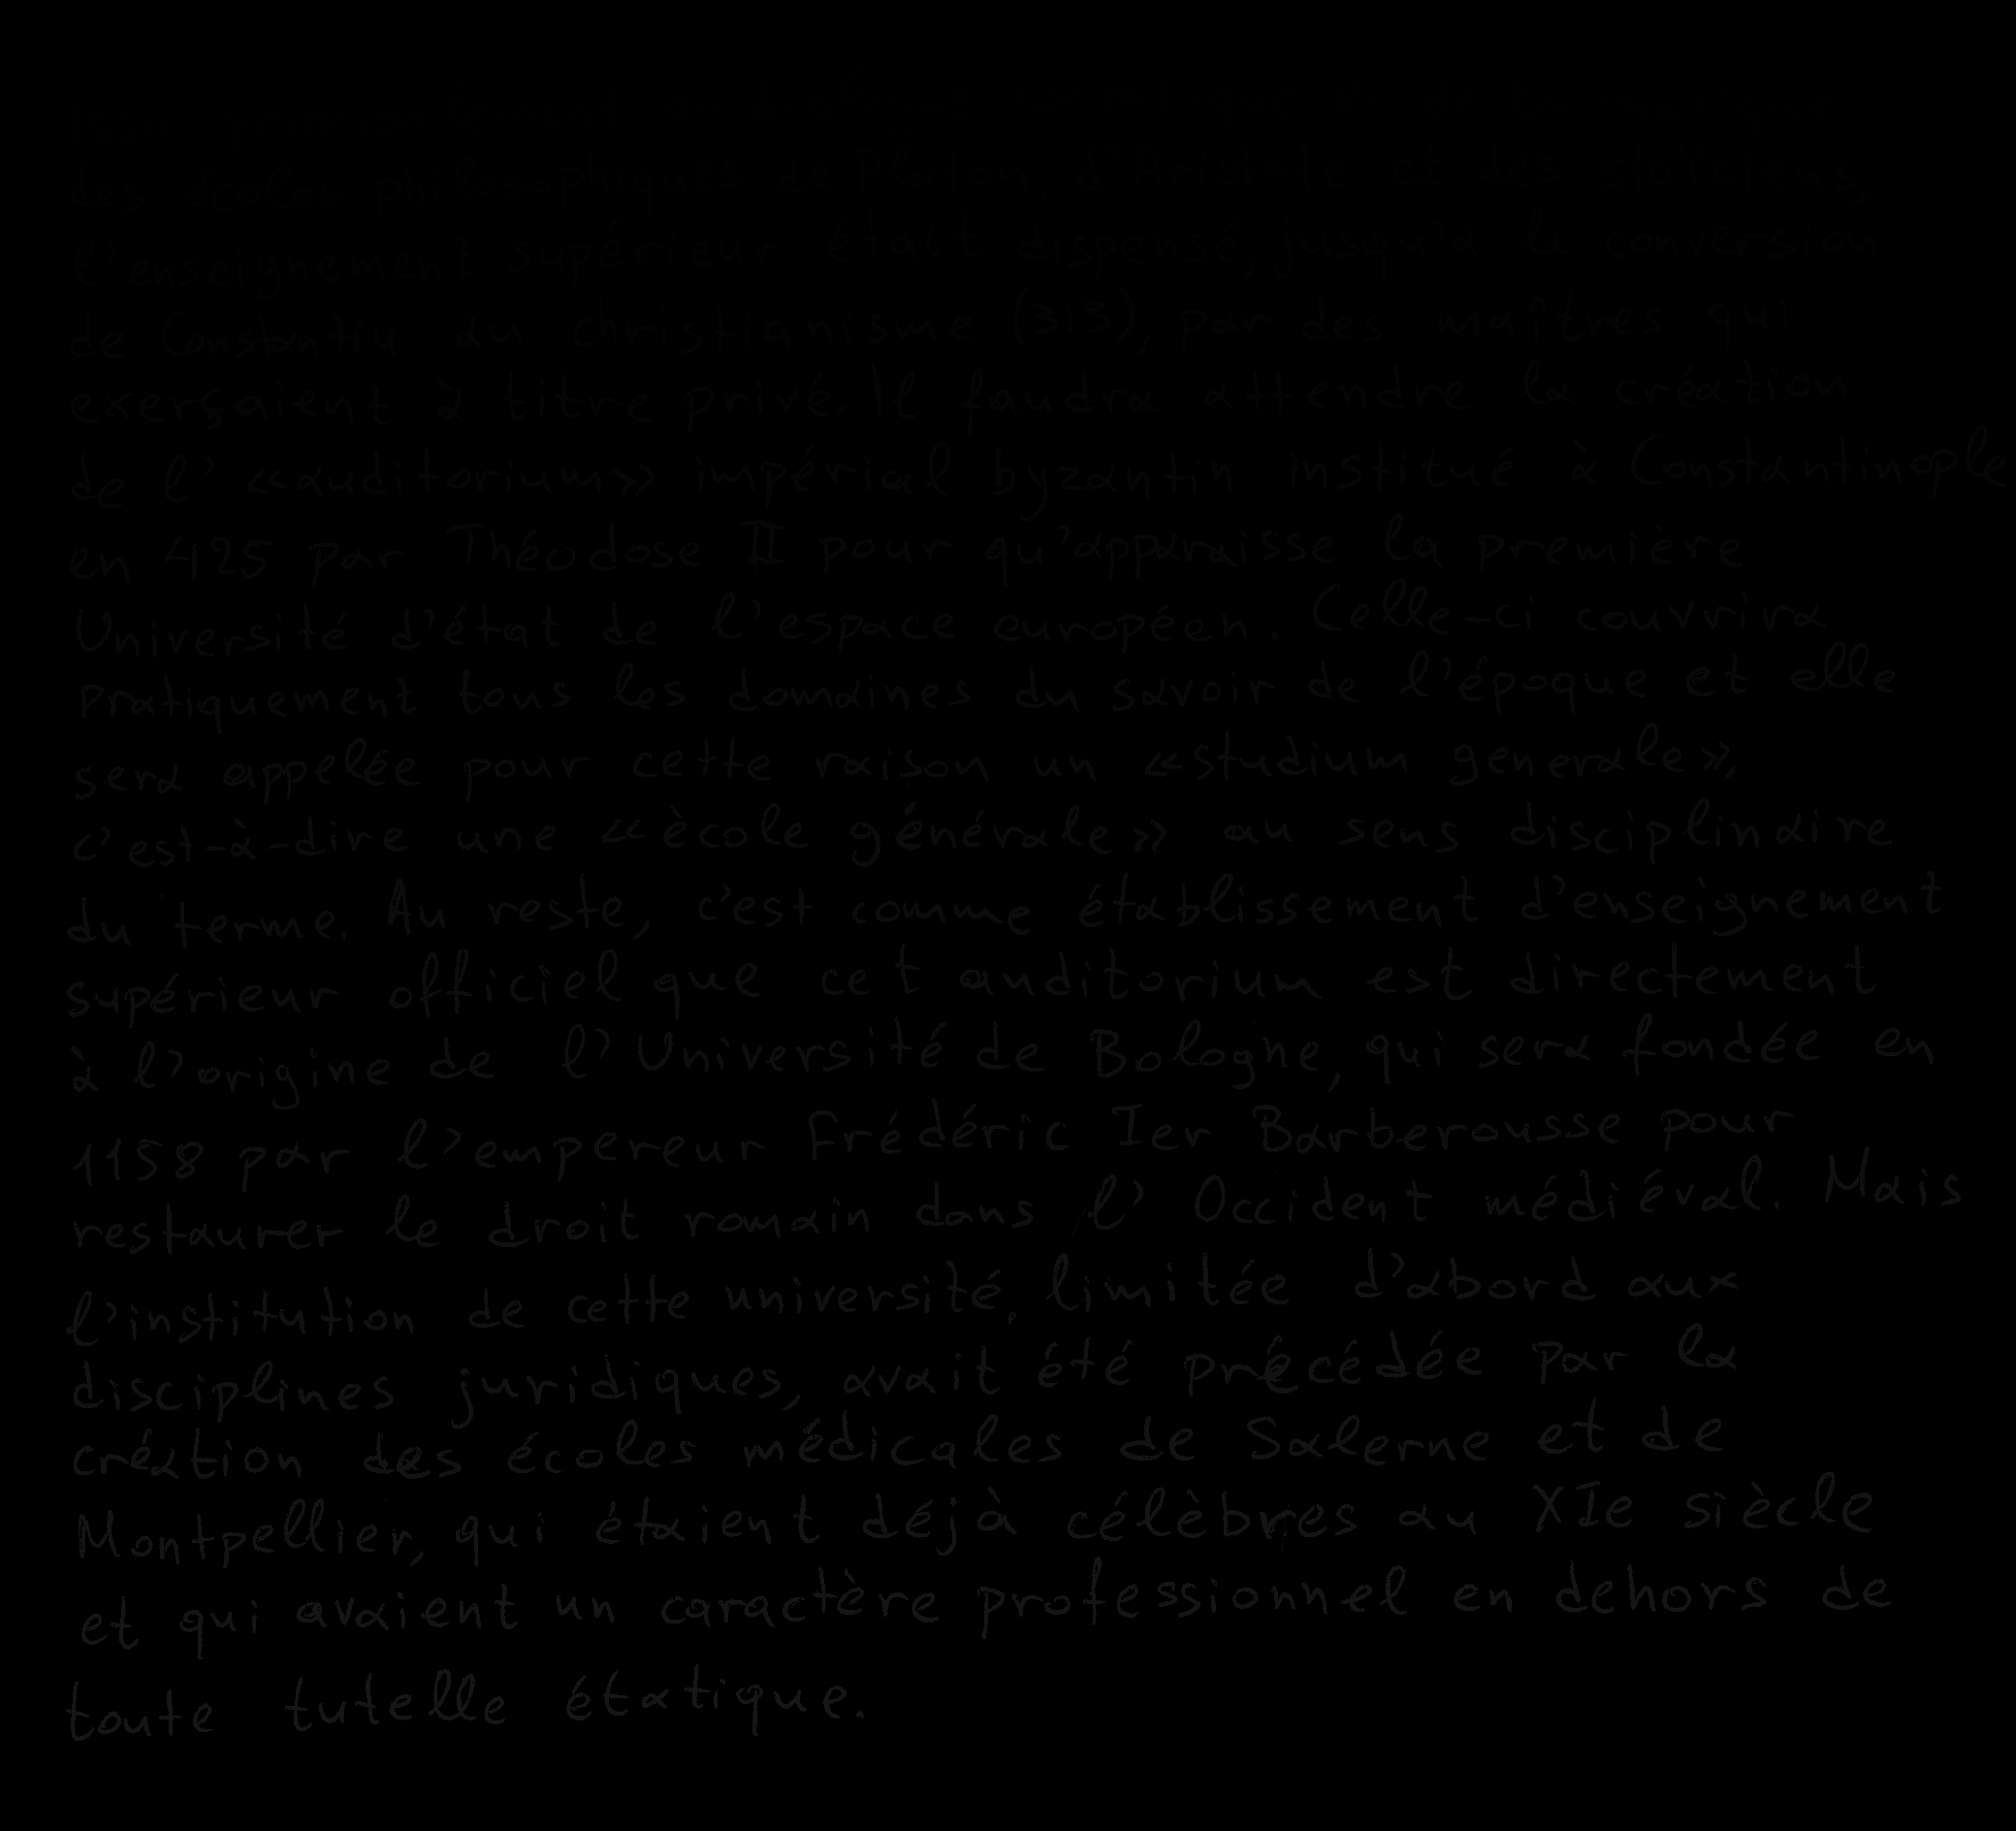 des écoles philosophiques de Platon, d'Aristote et des stoïciens,
l'enseignement supérieur était dispensé, jusqu'à la conversion
de Constantin au christianisme (313), par des maîtres qui
exerçaient à titre privé. Il faudra attendre la création
de l' «auditorium» impérial byzantin institué à Constantinople
en 425 par Théodose II pour qu'apparaisse la première
Université d'état de l'espace européen. Celle-ci couvrira
pratiquement tous les domaines du savoir de l'époque et elle
sera appelée pour cette raison un «studium generale»,
c'est-à-dire une «école générale» au sens disciplinaire
du terme. Au reste, c'est comme établissement d'enseignement
supérieur officiel que cet auditorium est directement
à l'origine de l'Université de Bologne, qui sera fondée en
1158 par l'empereur Frédéric Ier Barberousse pour
restaurer le droit romain dans l' Occident médiéval. Mais
l'institution de cette université, limitée d'abord aux
disciplines juridiques, avait été précédée par la
création des écoles médicales de Salerne et de
Montpellier, qui étaient déjà célèbres au XIe siècle
et qui avaient un caractère professionnel en dehors de
toute tutelle étatique.